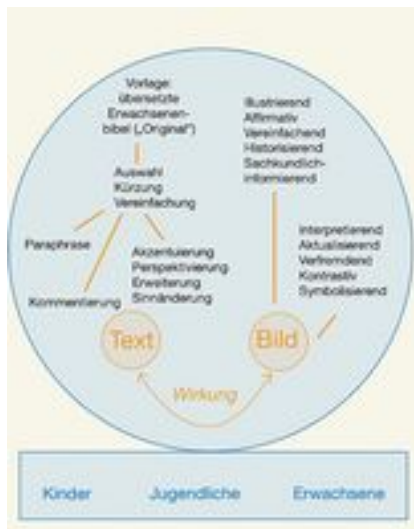 Vorlage:
übersetzte
Erwachsenen-
bibel („Original“)
Auswahl
Kürzung
Vereinfachung
Paraphrase
Kommentierung
Akzentuierung
Perspektivierung
Erweiterung
Sinnänderung
Illustrierend
Affirmativ
Vereinfachend
Historisierend
Sachkundlich-
informierend
Interpretierend
Aktualisierend
Verfremdend
Kontrastiv
Symbolisierend
Text
Bild
Wirkung
Kinder Jugendliche Erwachsene